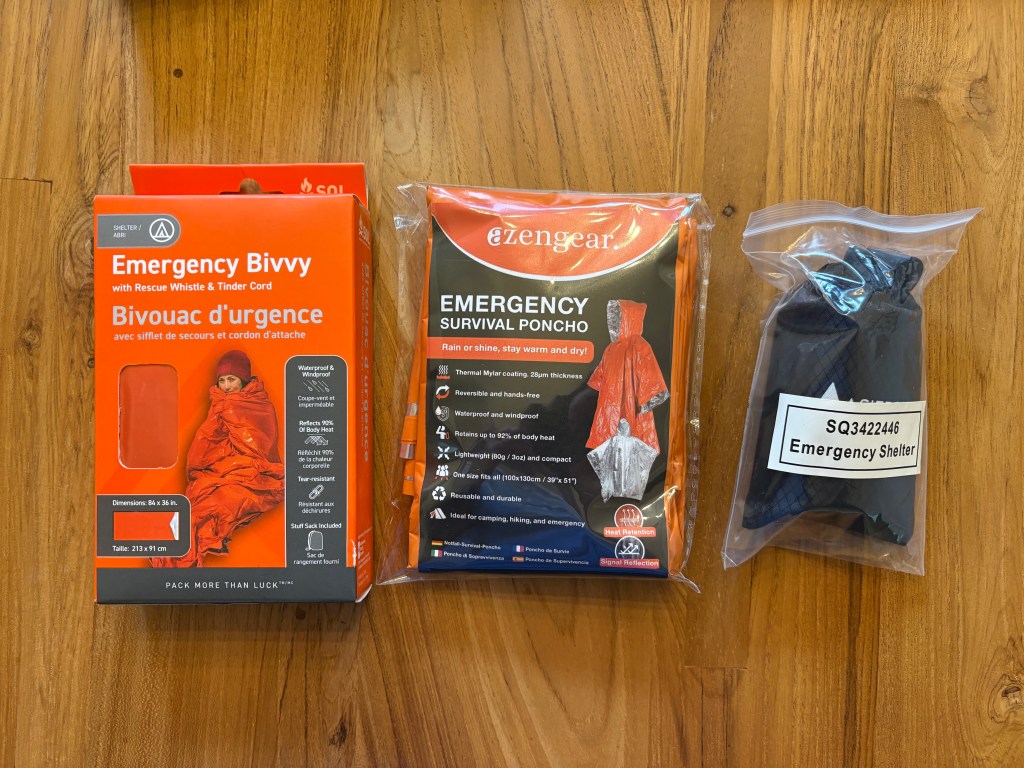 SOL
SHELTER /
ABRI
Emergency Bivvy
with Rescue Whistle & Tinder Cord
Bivouac d'urgence
avec sifflet de secours et cordon d'attache
Waterproof &
Windproof
Coupe-vent et
imperméable
Reflects 90%
Of Body Heat
Réfléchit 90%
de la chaleur
corporelle
Tear-resistant
Résistant aux
déchirures
Stuff Sack Included
Sac de
rangement fourni
Dimensions: 84 x 36 in.
Taille: 213 x 91 cm
PACK MORE THAN LUCK™/MC
azengear
EMERGENCY
SURVIVAL PONCHO
Rain or shine, stay warm and dry!
Thermal Mylar coating. 28µm thickness
Reversible and hands-free
Waterproof and windproof
Retains up to 92% of body heat
Lightweight (80g / 3oz) and compact
One size fits all (100x130cm / 39"x 51")
Reusable and durable
Ideal for camping, hiking, and emergency
Heat Retention
Signal Reflection
Notfall-Survival-Poncho
Poncho de Survie
Poncho di Sopravvivenza
Poncho de Supervivencia
SQ3422446
Emergency Shelter